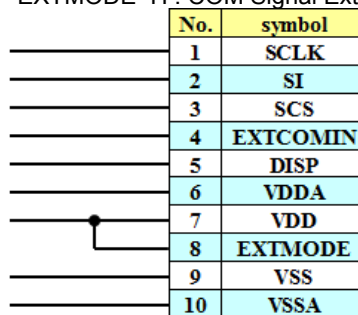 EXTMODE
COM Signal Ext
No. symbol
1 SCLK
2 SI
3 SCS
4 EXTCOMIN
5 DISP
6 VDDA
7 VDD
8 EXTMODE
9 VSS
10 VSSA